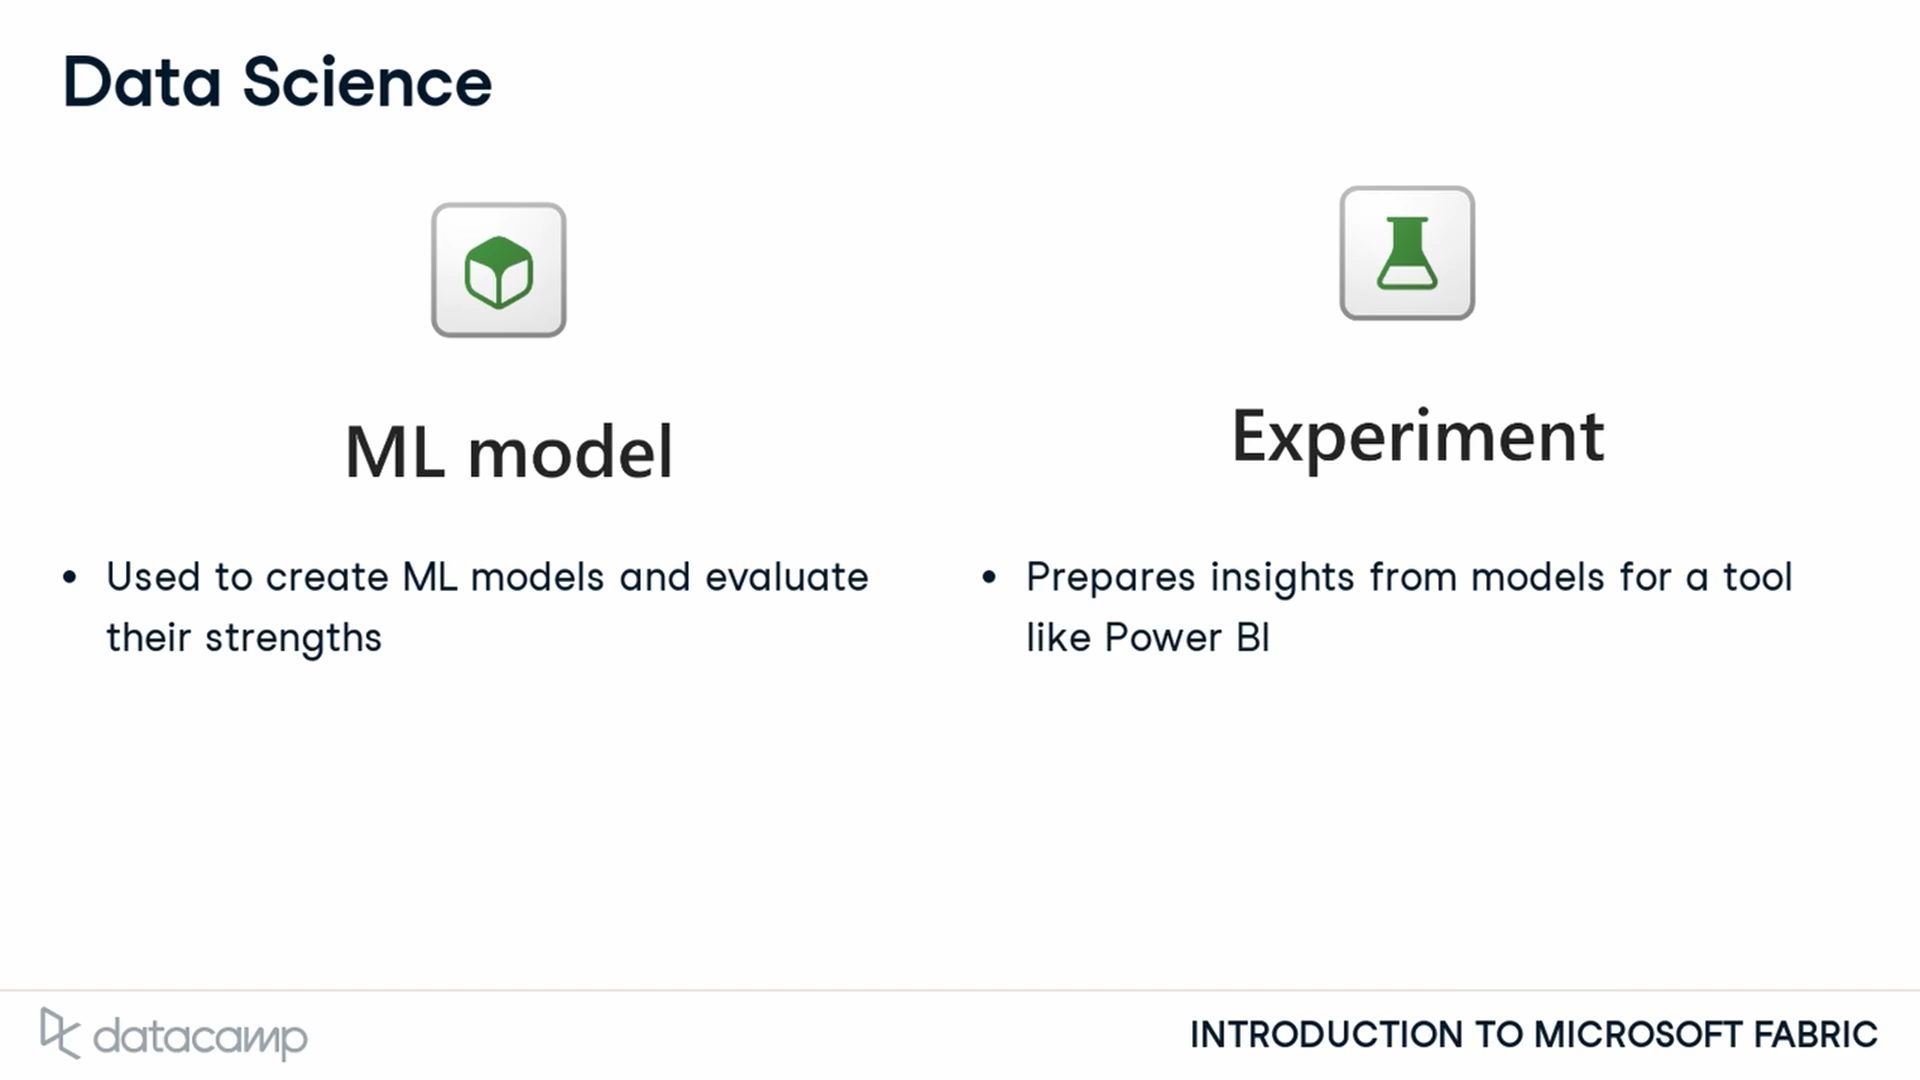 Data Science
ML model
• Used to create ML models and evaluate
their strengths
Experiment
• Prepares insights from models for a tool
like Power BI
datacamp
INTRODUCTION TO MICROSOFT FABRIC